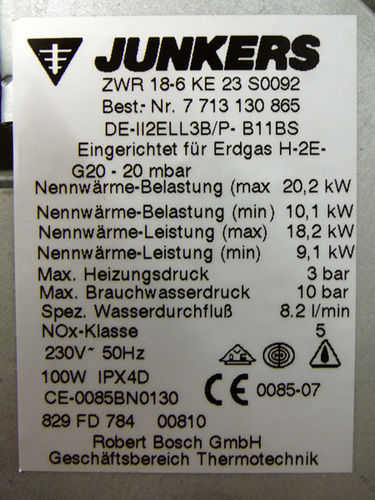 JUNKERS
ZWR 18-6 KE 23 S0092
Best.- Nr. 7 713 130 865
DE-II2ELL3B/P- B11BS
Eingerichtet für Erdgas H-2E-
G20 - 20 mbar
Nennwärme-Belastung (max 20,2 kW
Nennwärme-Belastung (min) 10,1 kW
Nennwärme-Leistung (max) 18,2 kW
Nennwärme-Leistung (min) 9,1 kW
Max. Heizungsdruck 3 bar
Max. Brauchwasserdruck 10 bar
Spez. Wasserdurchfluß 8.2 l/min
NOx-Klasse 5
230V~ 50Hz
100W IPX4D
CE-0085BN0130 CE 0085-07
829 FD 784 00810
Robert Bosch GmbH
Geschäftsbereich Thermotechnik